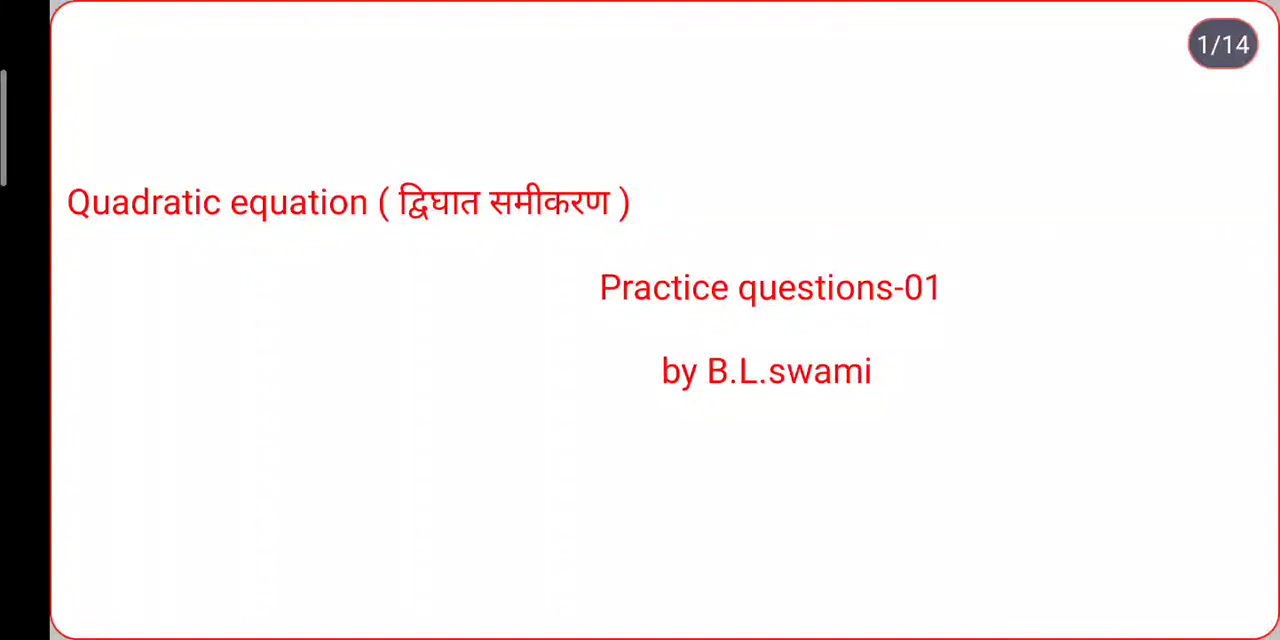 1/14
Quadratic equation ( द्विघात समीकरण )
Practice questions-01
by B.L.swami